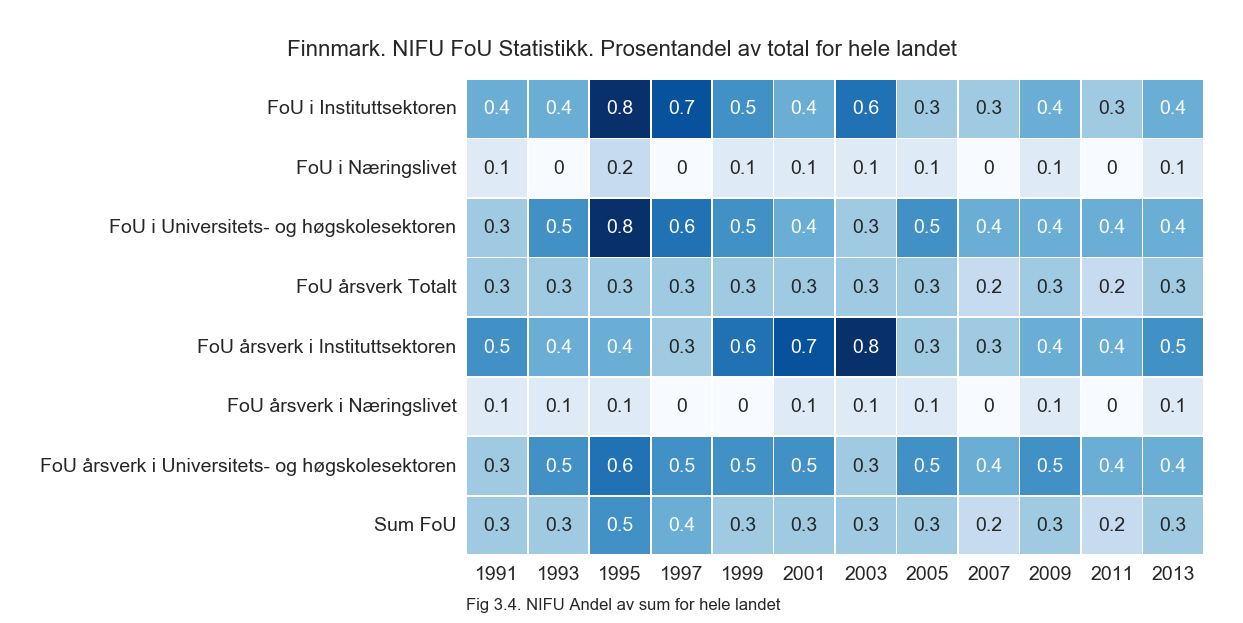 Finnmark. NIFU FoU Statistikk. Prosentandel av total for hele landet
FoU i Instituttsektoren 0.4 0.4 0.8 0.7 0.5 0.4 0.6 0.3 0.3 0.4 0.3 0.4
FoU i Næringslivet 0.1 0 0.2 0 0.1 0.1 0.1 0.1 0 0.1 0 0.1
FoU i Universitets- og høgskolesektoren 0.3 0.5 0.8 0.6 0.5 0.4 0.3 0.5 0.4 0.4 0.4 0.4
FoU årsverk Totalt 0.3 0.3 0.3 0.3 0.3 0.3 0.3 0.3 0.2 0.3 0.2 0.3
FoU årsverk i Instituttsektoren 0.5 0.4 0.4 0.3 0.6 0.7 0.8 0.3 0.3 0.4 0.4 0.5
FoU årsverk i Næringslivet 0.1 0.1 0.1 0 0 0.1 0.1 0.1 0 0.1 0 0.1
FoU årsverk i Universitets- og høgskolesektoren 0.3 0.5 0.6 0.5 0.5 0.5 0.3 0.5 0.4 0.5 0.4 0.4
Sum FoU 0.3 0.3 0.5 0.4 0.3 0.3 0.3 0.3 0.2 0.3 0.2 0.3
1991 1993 1995 1997 1999 2001 2003 2005 2007 2009 2011 2013
Fig 3.4. NIFU Andel av sum for hele landet